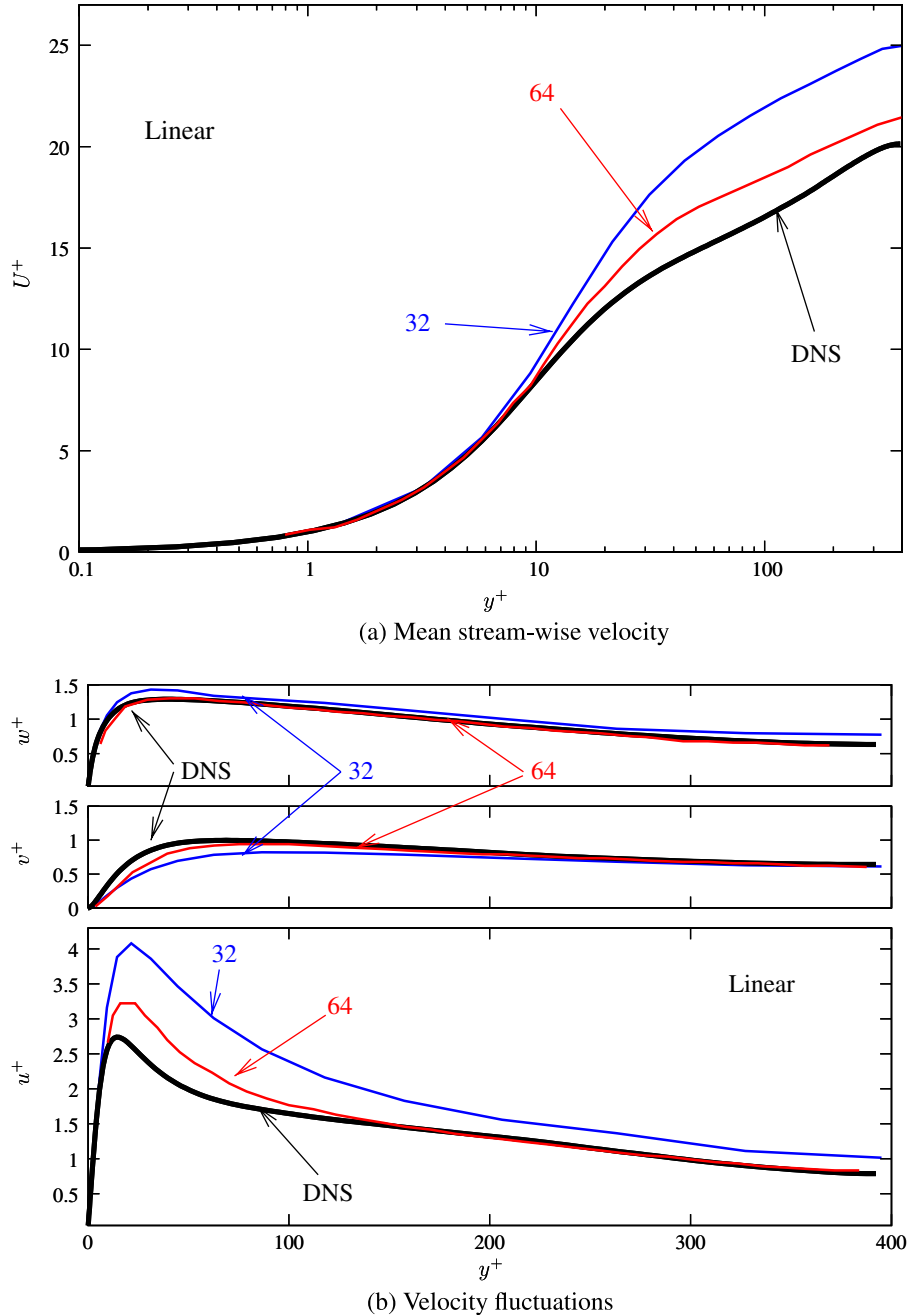 25
20
15
10
5
0
U+
Linear
64
32
DNS
0.1
1
10
100
y+
(a) Mean stream-wise velocity
1.5
1
0.5
w+
DNS
32
64
1.5
1
0.5
0
v+
4
3.5
3
2.5
2
1.5
1
0.5
u+
32
64
Linear
DNS
0
100
200
300
400
y+
(b) Velocity fluctuations